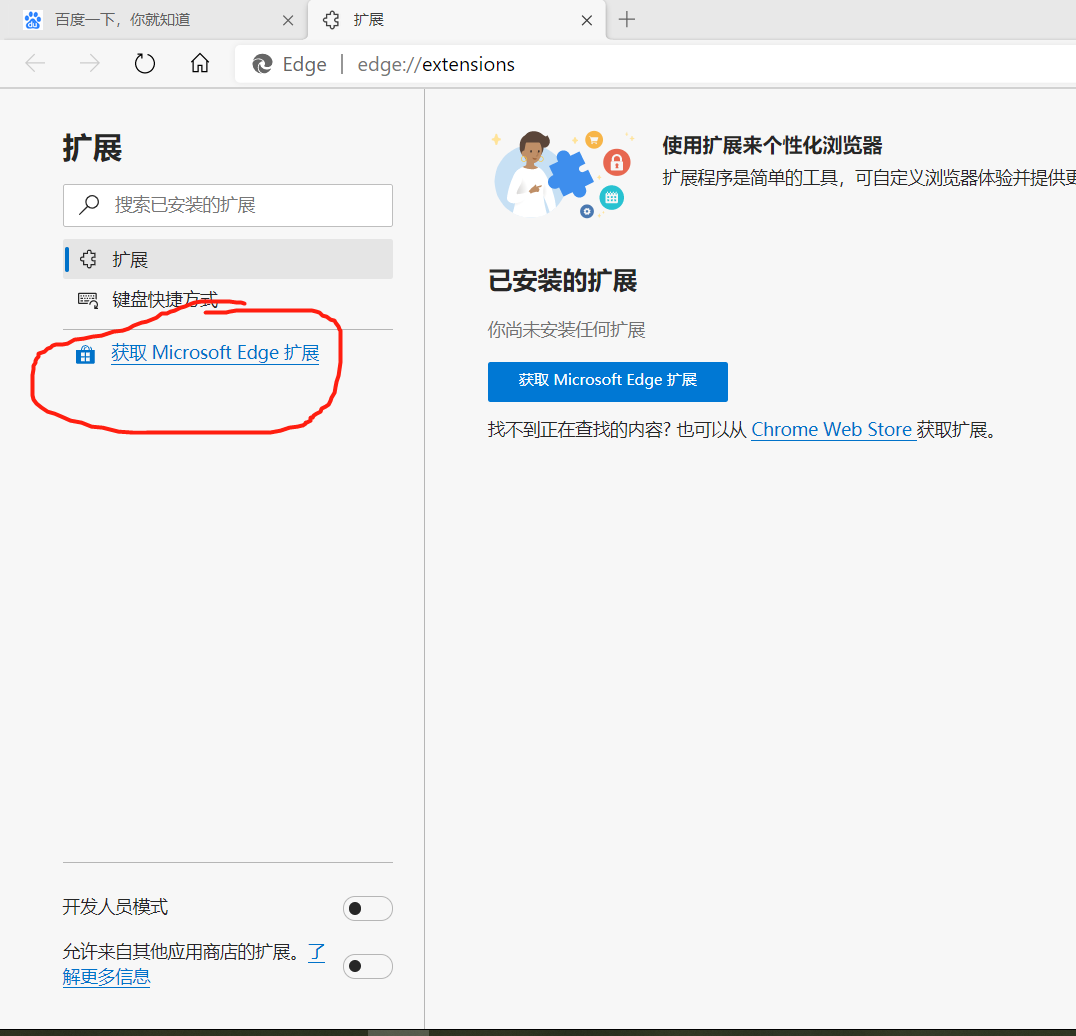 百度一下，你就知道
扩展
Edge | edge://extensions
扩展
搜索已安装的扩展
扩展
键盘快捷方式
获取 Microsoft Edge 扩展
开发人员模式
允许来自其他应用商店的扩展。了
解更多信息
使用扩展来个性化浏览器
扩展程序是简单的工具，可自定义浏览器体验并提供更
已安装的扩展
你尚未安装任何扩展
获取 Microsoft Edge 扩展
找不到正在查找的内容? 也可以从 Chrome Web Store 获取扩展。